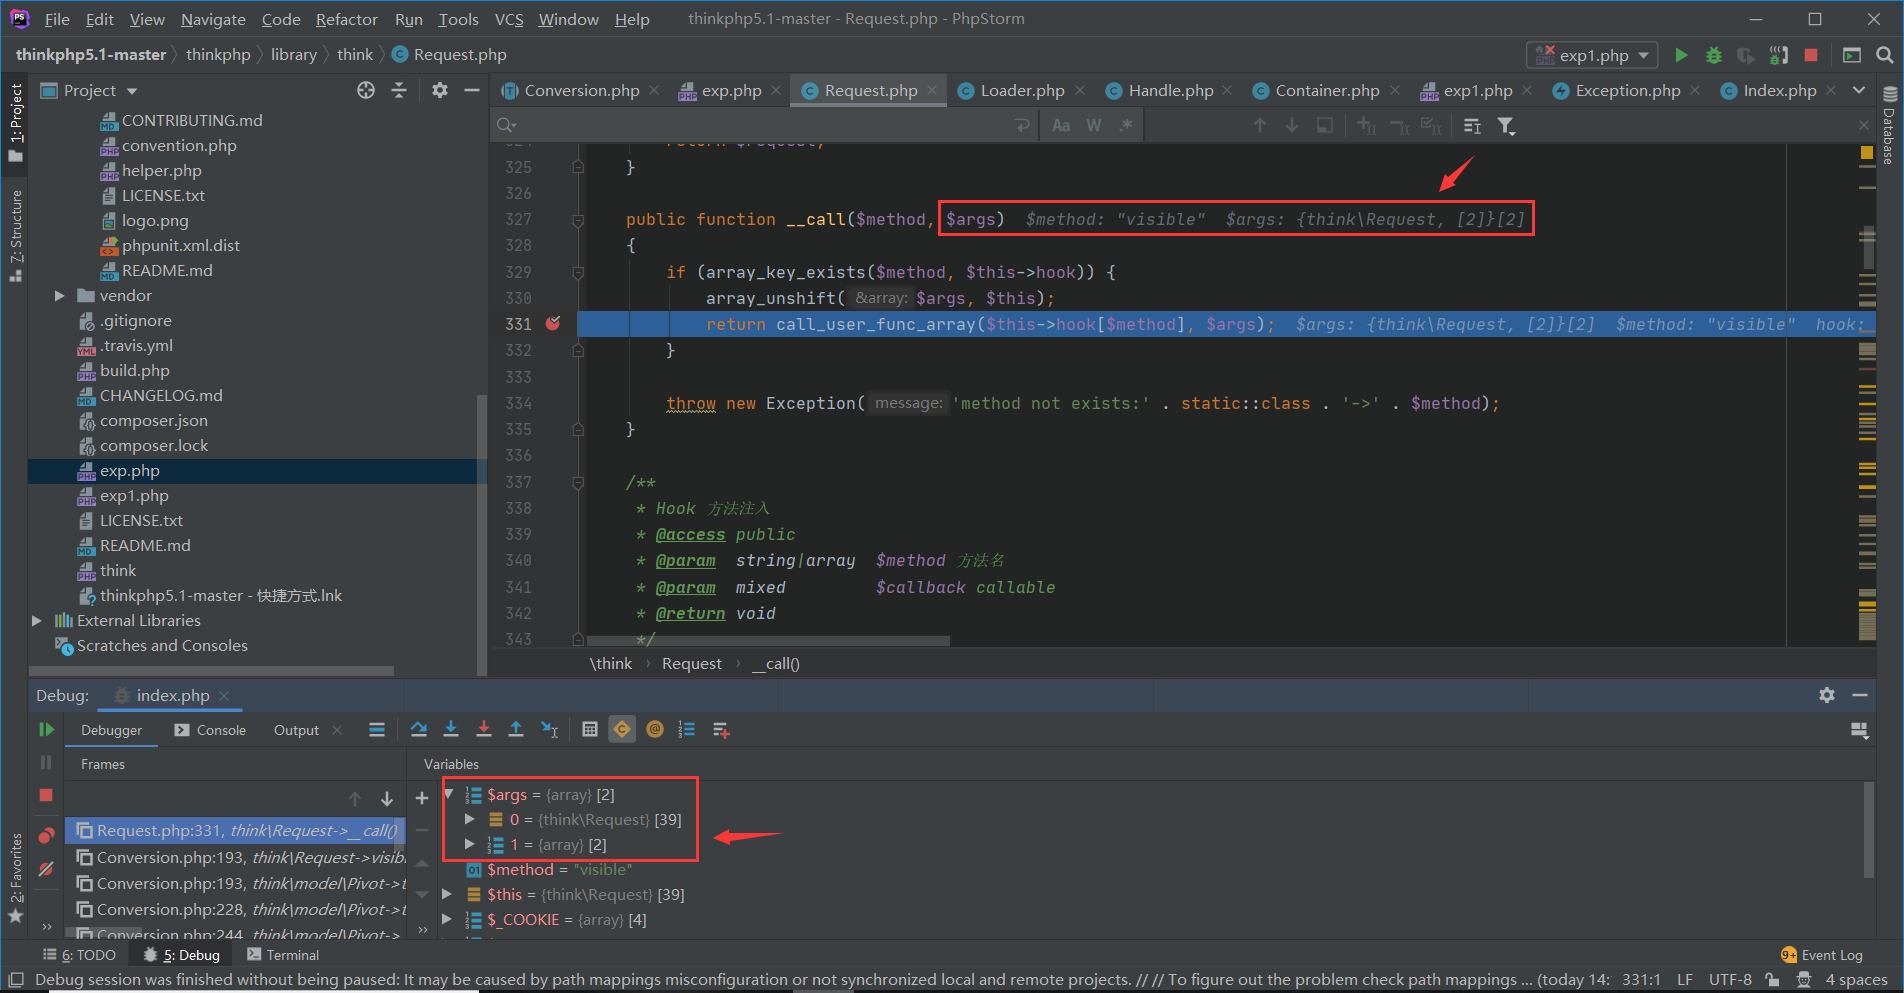 File Edit View Navigate Code Refactor Run Tools VCS Window Help thinkphp5.1-master - Request.php - PhpStorm
thinkphp5.1-master thinkphp library think Request.php exp1.php
Project
Conversion.php exp.php Request.php Loader.php Handle.php Container.php exp1.php Exception.php Index.php
1: Project
7: Structure
2: Favorites
Database
CONTRIBUTING.md
convention.php
helper.php
LICENSE.txt
logo.png
phpunit.xml.dist
README.md
vendor
.gitignore
.travis.yml
build.php
CHANGELOG.md
composer.json
composer.lock
exp.php
exp1.php
LICENSE.txt
README.md
think
thinkphp5.1-master - 快捷方式.lnk
External Libraries
Scratches and Consoles
Aa W .*
325 }
326
327 public function __call($method, $args) $method: "visible" $args: {think\Request, [2]}[2]
328 {
329 if (array_key_exists($method, $this->hook)) {
330 array_unshift( &array: $args, $this);
331 return call_user_func_array($this->hook[$method], $args); $args: {think\Request, [2]}[2] $method: "visible" hook:
332 }
333
334 throw new Exception( message: 'method not exists:' . static::class . '->' . $method);
335 }
336
337 /**
338 * Hook 方法注入
339 * @access public
340 * @param string|array $method 方法名
341 * @param mixed $callback callable
342 * @return void
343 */
\think Request __call()
Debug: index.php
Debugger Console Output
Frames Variables
Request.php:331, think\Request->__call()
Conversion.php:193, think\Request->visib
Conversion.php:193, think\model\Pivot->t
Conversion.php:228, think\model\Pivot->t
Conversion.php:244, think\model\Pivot->
$args = {array} [2]
0 = {think\Request} [39]
1 = {array} [2]
$method = "visible"
$this = {think\Request} [39]
$_COOKIE = {array} [4]
6: TODO 5: Debug Terminal 9+ Event Log
Debug session was finished without being paused: It may be caused by path mappings misconfiguration or not synchronized local and remote projects. // // To figure out the problem check path mappings ... (today 14: 331:1 LF UTF-8 4 spaces